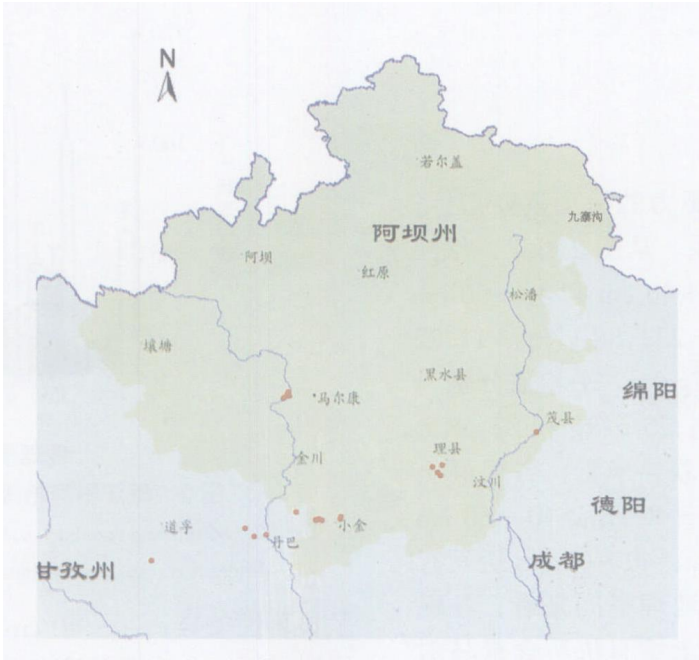 N
若尔盖
九寨沟
阿坝州
阿坝
红原
松潘
壤塘
黑水县
马尔康
绵阳
茂县
理县
金川
汶川
德阳
道孚
小金
丹巴
成都
甘孜州